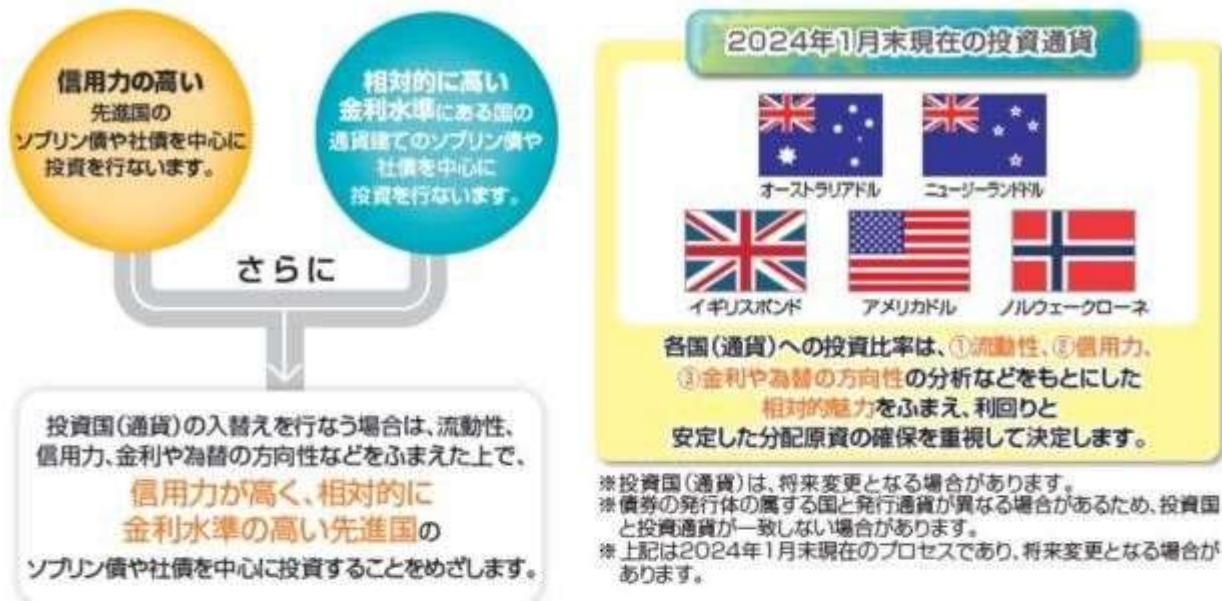 信用力の高い
先進国の
ソブリン債や社債を中心に
投資を行ないます。
相対的に高い
金利水準にある国の
通貨建てのソブリン債や
社債を中心に
投資を行ないます。
さらに
投資国(通貨)の入替えを行なう場合は、流動性、
信用力、金利や為替の方向性などをふまえた上で、
信用力が高く、相対的に
金利水準の高い先進国の
ソブリン債や社債を中心に投資することをめざします。
2024年1月末現在の投資通貨
オーストラリアドル
ニュージーランドドル
イギリスポンド
アメリカドル
ノルウェークローネ
各国(通貨)への投資比率は、①流動性、②信用力、
③金利や為替の方向性の分析などをもとにした
相対的魅力をふまえ、利回りと
安定した分配原資の確保を重視して決定します。
※投資国(通貨)は、将来変更となる場合があります。
※債券の発行体の属する国と発行通貨が異なる場合があるため、投資国
と投資通貨が一致しない場合があります。
※上記は2024年1月末現在のプロセスであり、将来変更となる場合が
あります。